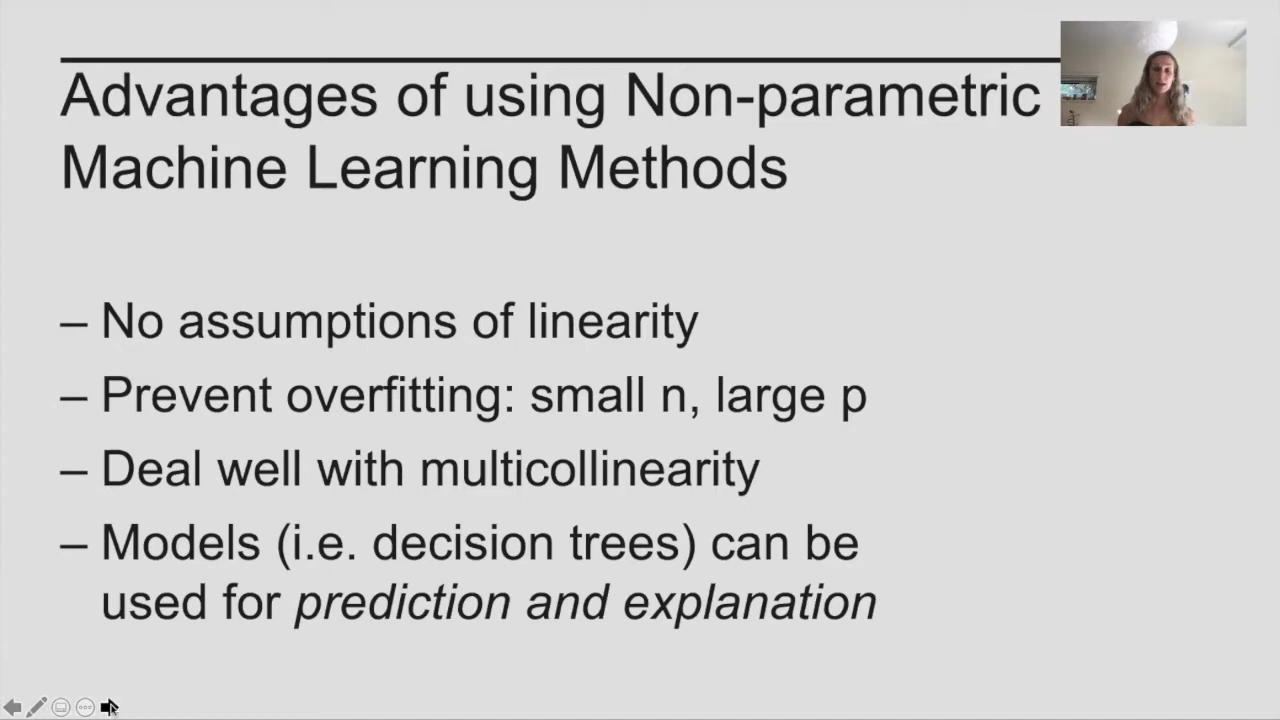 Advantages of using Non-parametric
Machine Learning Methods
– No assumptions of linearity
– Prevent overfitting: small n, large p
– Deal well with multicollinearity
– Models (i.e. decision trees) can be
used for prediction and explanation